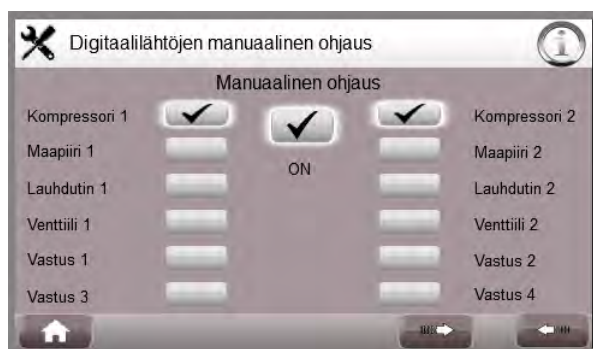 Digitaalilähtöjen manuaalinen ohjaus
Manuaalinen ohjaus
Kompressori 1
Kompressori 2
ON
Maapiiri 1
Maapiiri 2
Lauhdutin 1
Lauhdutin 2
Venttiili 1
Venttiili 2
Vastus 1
Vastus 2
Vastus 3
Vastus 4